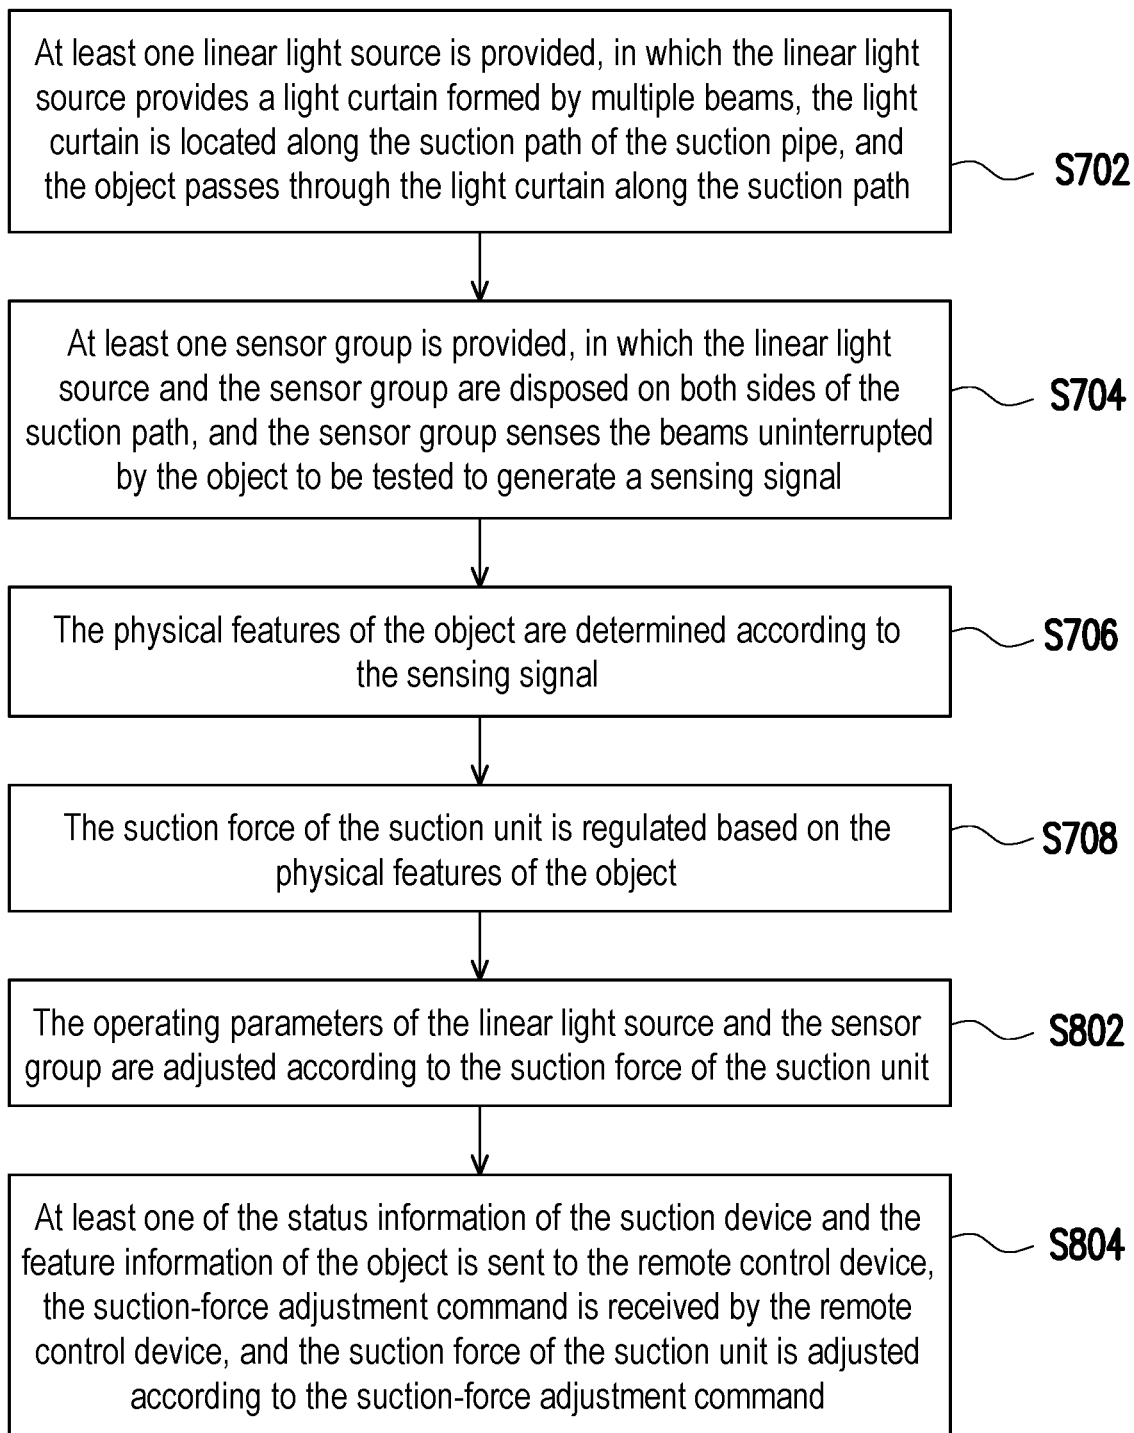 At least one linear light source is provided, in which the linear light
source provides a light curtain formed by multiple beams, the light
curtain is located along the suction path of the suction pipe, and
the object passes through the light curtain along the suction path
S702
At least one sensor group is provided, in which the linear light
source and the sensor group are disposed on both sides of the
suction path, and the sensor group senses the beams uninterrupted
by the object to be tested to generate a sensing signal
S704
The physical features of the object are determined according to
the sensing signal
S706
The suction force of the suction unit is regulated based on the
physical features of the object
S708
The operating parameters of the linear light source and the sensor
group are adjusted according to the suction force of the suction unit
S802
At least one of the status information of the suction device and the
feature information of the object is sent to the remote control device,
the suction-force adjustment command is received by the remote
control device, and the suction force of the suction unit is adjusted
according to the suction-force adjustment command
S804